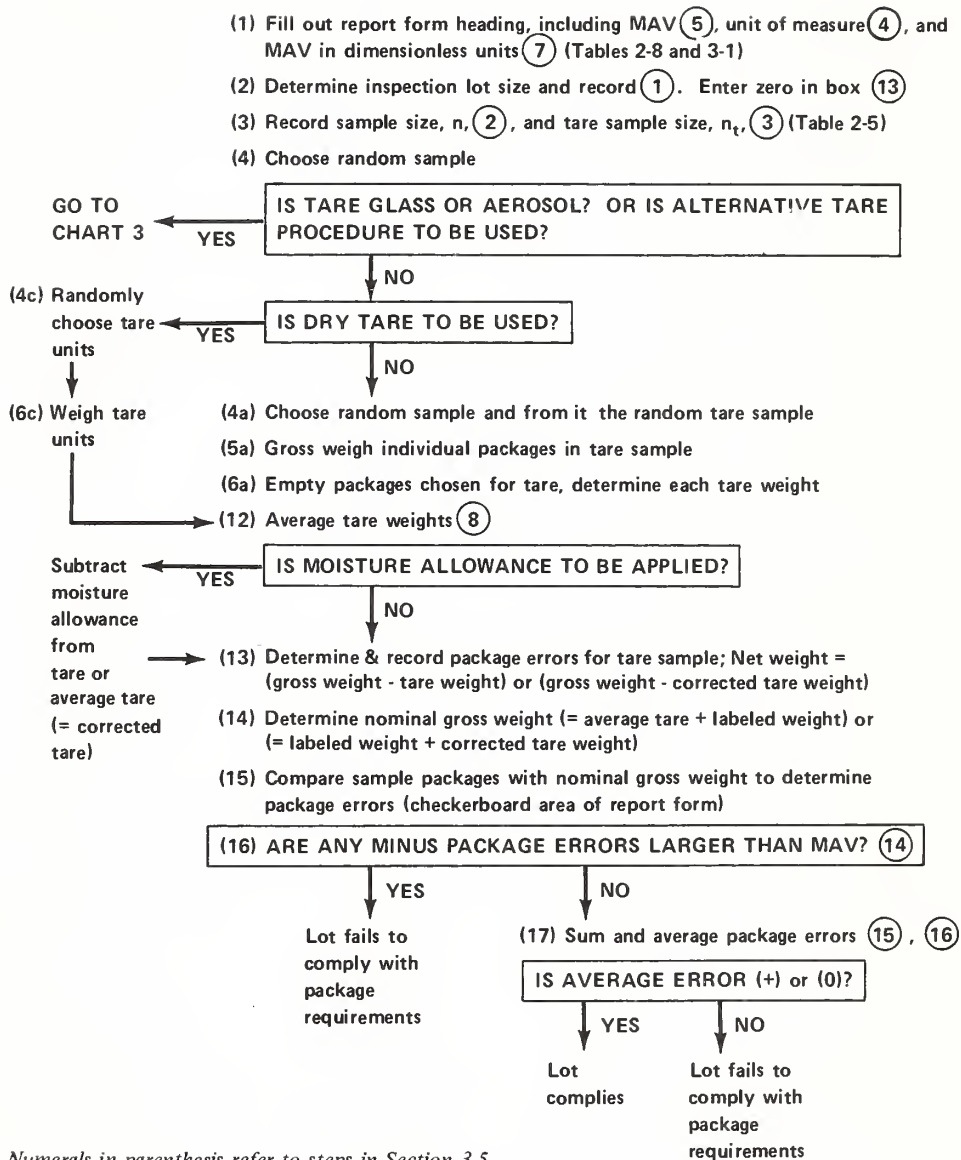 (1) Fill out report form heading, including MAV (5), unit of measure (4), and
MAV in dimensionless units (7) (Tables 2-8 and 3-1)
(2) Determine inspection lot size and record (1). Enter zero in box (13)
(3) Record sample size, n, (2), and tare sample size, nt, (3) (Table 2-5)
(4) Choose random sample
GO TO
CHART 3
YES
IS TARE GLASS OR AEROSOL? OR IS ALTERNATIVE TARE
PROCEDURE TO BE USED?
NO
(4c) Randomly
choose tare
units
YES
IS DRY TARE TO BE USED?
NO
(6c) Weigh tare
units
(4a) Choose random sample and from it the random tare sample
(5a) Gross weigh individual packages in tare sample
(6a) Empty packages chosen for tare, determine each tare weight
(12) Average tare weights (8)
IS MOISTURE ALLOWANCE TO BE APPLIED?
YES
Subtract
moisture
allowance
from
tare or
average tare
(= corrected
tare)
NO
(13) Determine & record package errors for tare sample; Net weight =
(gross weight - tare weight) or (gross weight - corrected tare weight)
(14) Determine nominal gross weight (= average tare + labeled weight) or
(= labeled weight + corrected tare weight)
(15) Compare sample packages with nominal gross weight to determine
package errors (checkerboard area of report form)
(16) ARE ANY MINUS PACKAGE ERRORS LARGER THAN MAV? (14)
YES
NO
Lot fails to
comply with
package
requirements
(17) Sum and average package errors (15), (16)
IS AVERAGE ERROR (+) or (0)?
YES
NO
Lot
complies
Lot fails to
comply with
package
requirements
Numerals in parenthesis refer to steps in Section 3.5